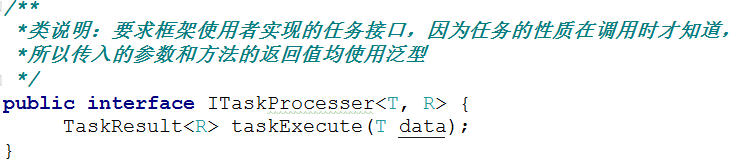 /**
*类说明：要求框架使用者实现的任务接口，因为任务的性质在调用时才知道，
*所以传入的参数和方法的返回值均使用泛型
*/
public interface ITaskProcesser<T, R> {
TaskResult<R> taskExecute(T data);
}